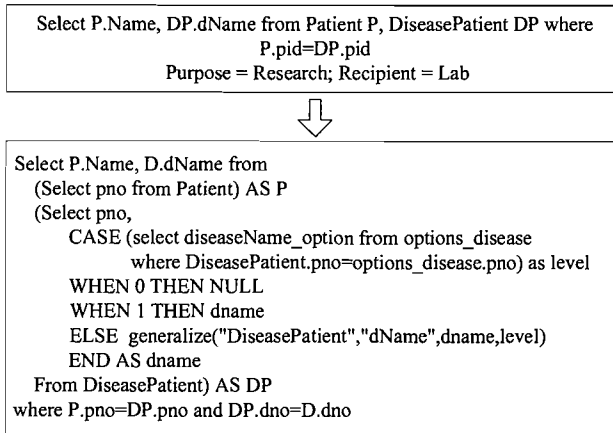 Select P.Name, DP.dName from Patient P, DiseasePatient DP where
P.pid=DP.pid
Purpose = Research; Recipient = Lab
Select P.Name, D.dName from
(Select pno from Patient) AS P
(Select pno,
CASE (select diseaseName_option from options_disease
where DiseasePatient.pno=options_disease.pno) as level
WHEN 0 THEN NULL
WHEN 1 THEN dname
ELSE generalize("DiseasePatient","dName",dname,level)
END AS dname
From DiseasePatient) AS DP
where P.pno=DP.pno and DP.dno=D.dno